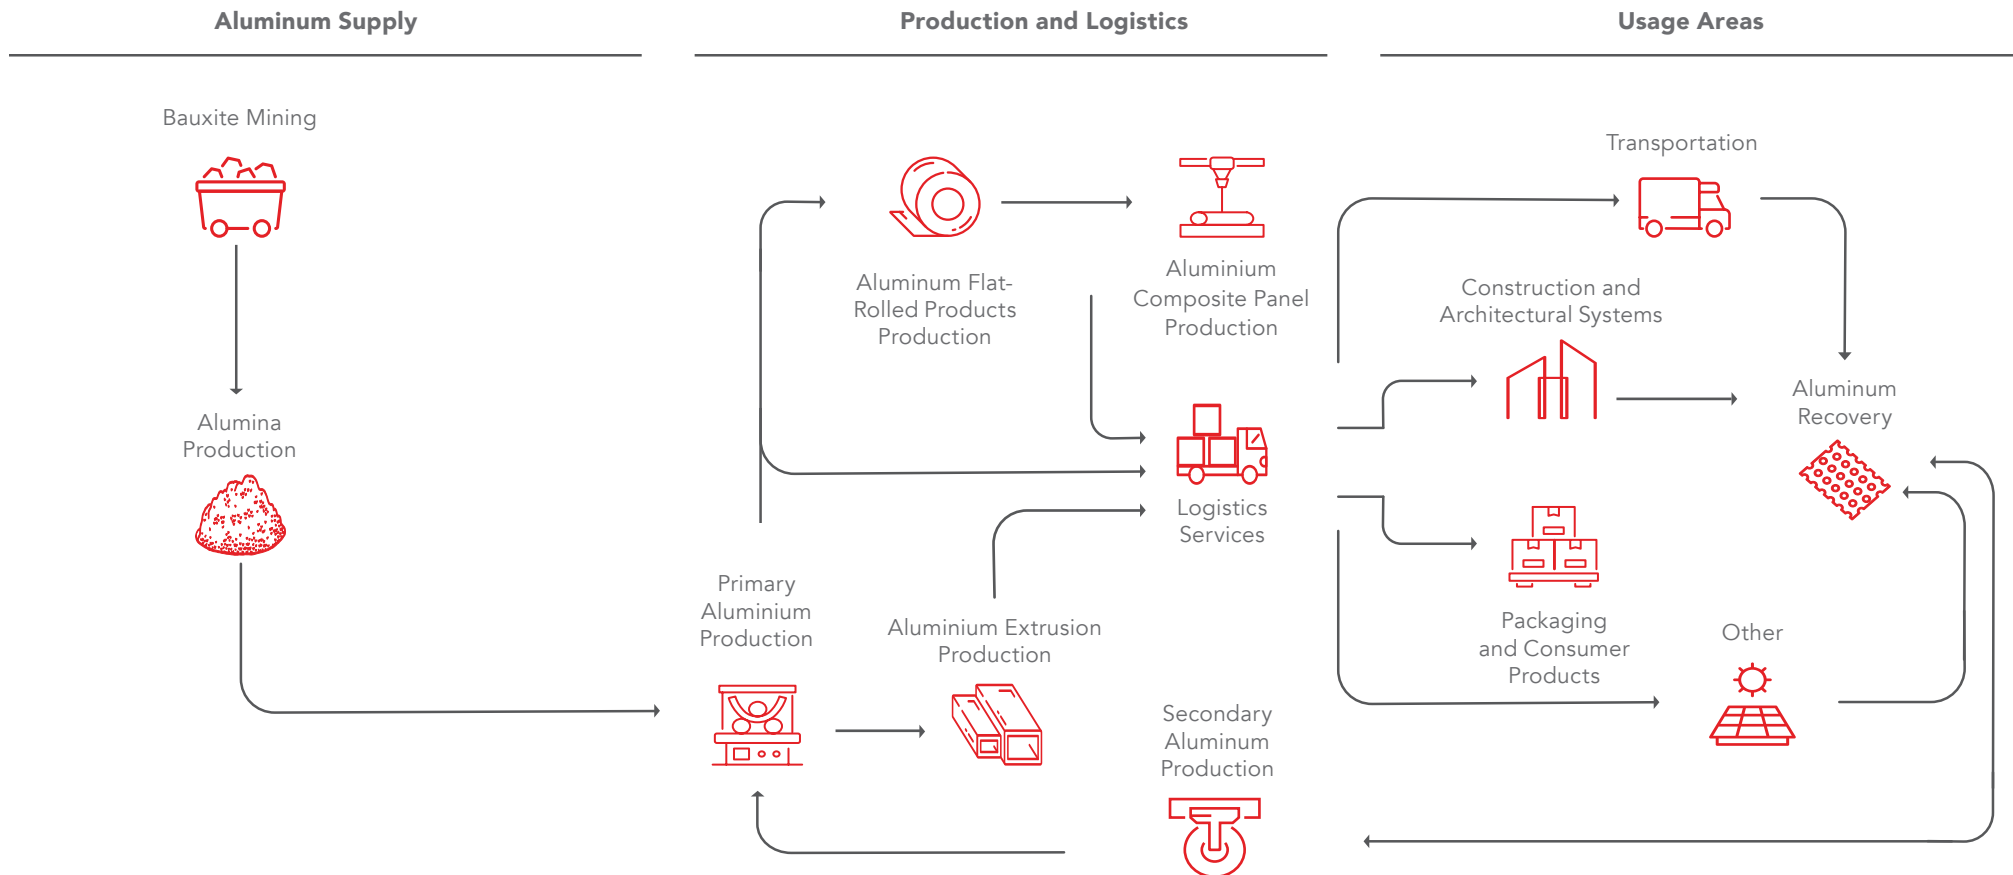 Aluminum Supply
Production and Logistics
Usage Areas
Bauxite Mining
Alumina
Production
Aluminum Flat-
Rolled Products
Production
Aluminium
Composite Panel
Production
Logistics
Services
Primary
Aluminium
Production
Aluminium Extrusion
Production
Secondary
Aluminum
Production
Transportation
Construction and
Architectural Systems
Aluminum
Recovery
Packaging
and Consumer
Products
Other